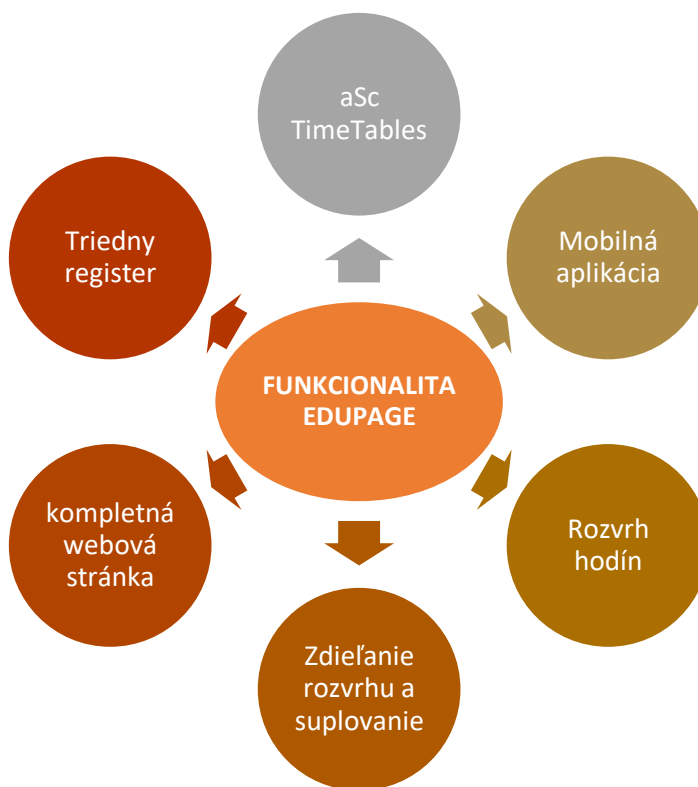 aSc
TimeTables
Mobilná
aplikácia
Rozvrh
hodín
Zdieľanie
rozvrhu a
suplovanie
kompletná
webová
stránka
Triedny
register
FUNKCIONALITA
EDUPAGE